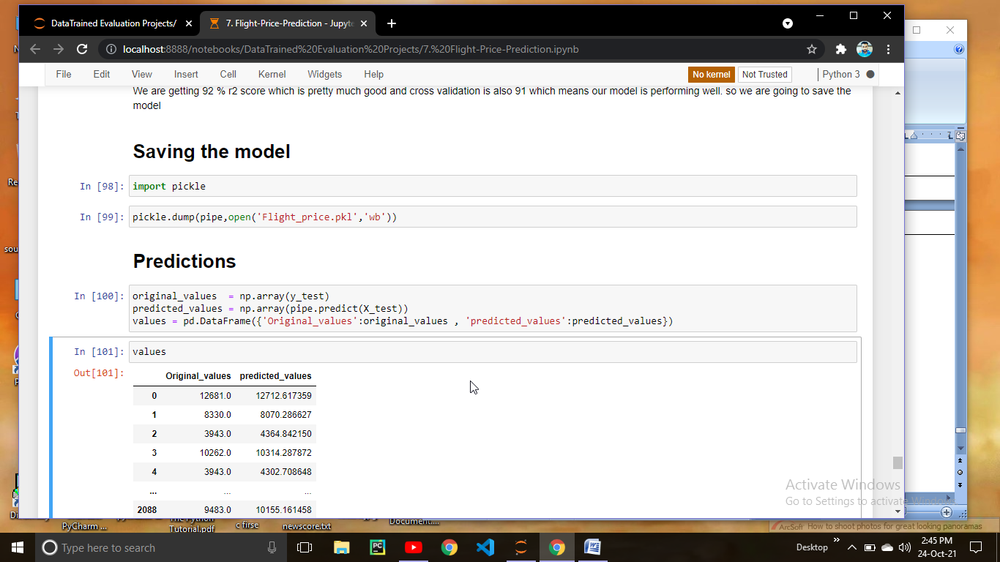 DataTrained Evaluation Projects/
7. Flight-Price-Prediction - Jupyte
localhost:8888/notebooks/DataTrained%20Evaluation%20Projects/7.%20Flight-Price-Prediction.ipynb
File Edit View Insert Cell Kernel Widgets Help No kernel Not Trusted Python 3
We are getting 92 % r2 score which is pretty much good and cross validation is also 91 which means our model is performing well. so we are going to save the
model
Saving the model
In [98]: import pickle
In [99]: pickle.dump(pipe,open('Flight_price.pkl','wb'))
Predictions
In [100]: original_values = np.array(y_test)
predicted_values = np.array(pipe.predict(X_test))
values = pd.DataFrame({'Original_values':original_values , 'predicted_values':predicted_values})
In [101]: values
Out[101]:
Original_values predicted_values
0 12681.0 12712.617359
1 8330.0 8070.286627
2 3943.0 4364.842150
3 10262.0 10314.287872
4 3943.0 4302.708648
... ... ...
2088 9483.0 10155.161458
Activate Windows
Go to Settings to activate Windows.
PyCharm ...
Tutorial.pdf
c firse
newscore.txt
Document....
ArcSoft How to shoot photos for great looking panoramas
Type here to search
Desktop
2:45 PM
24-Oct-21